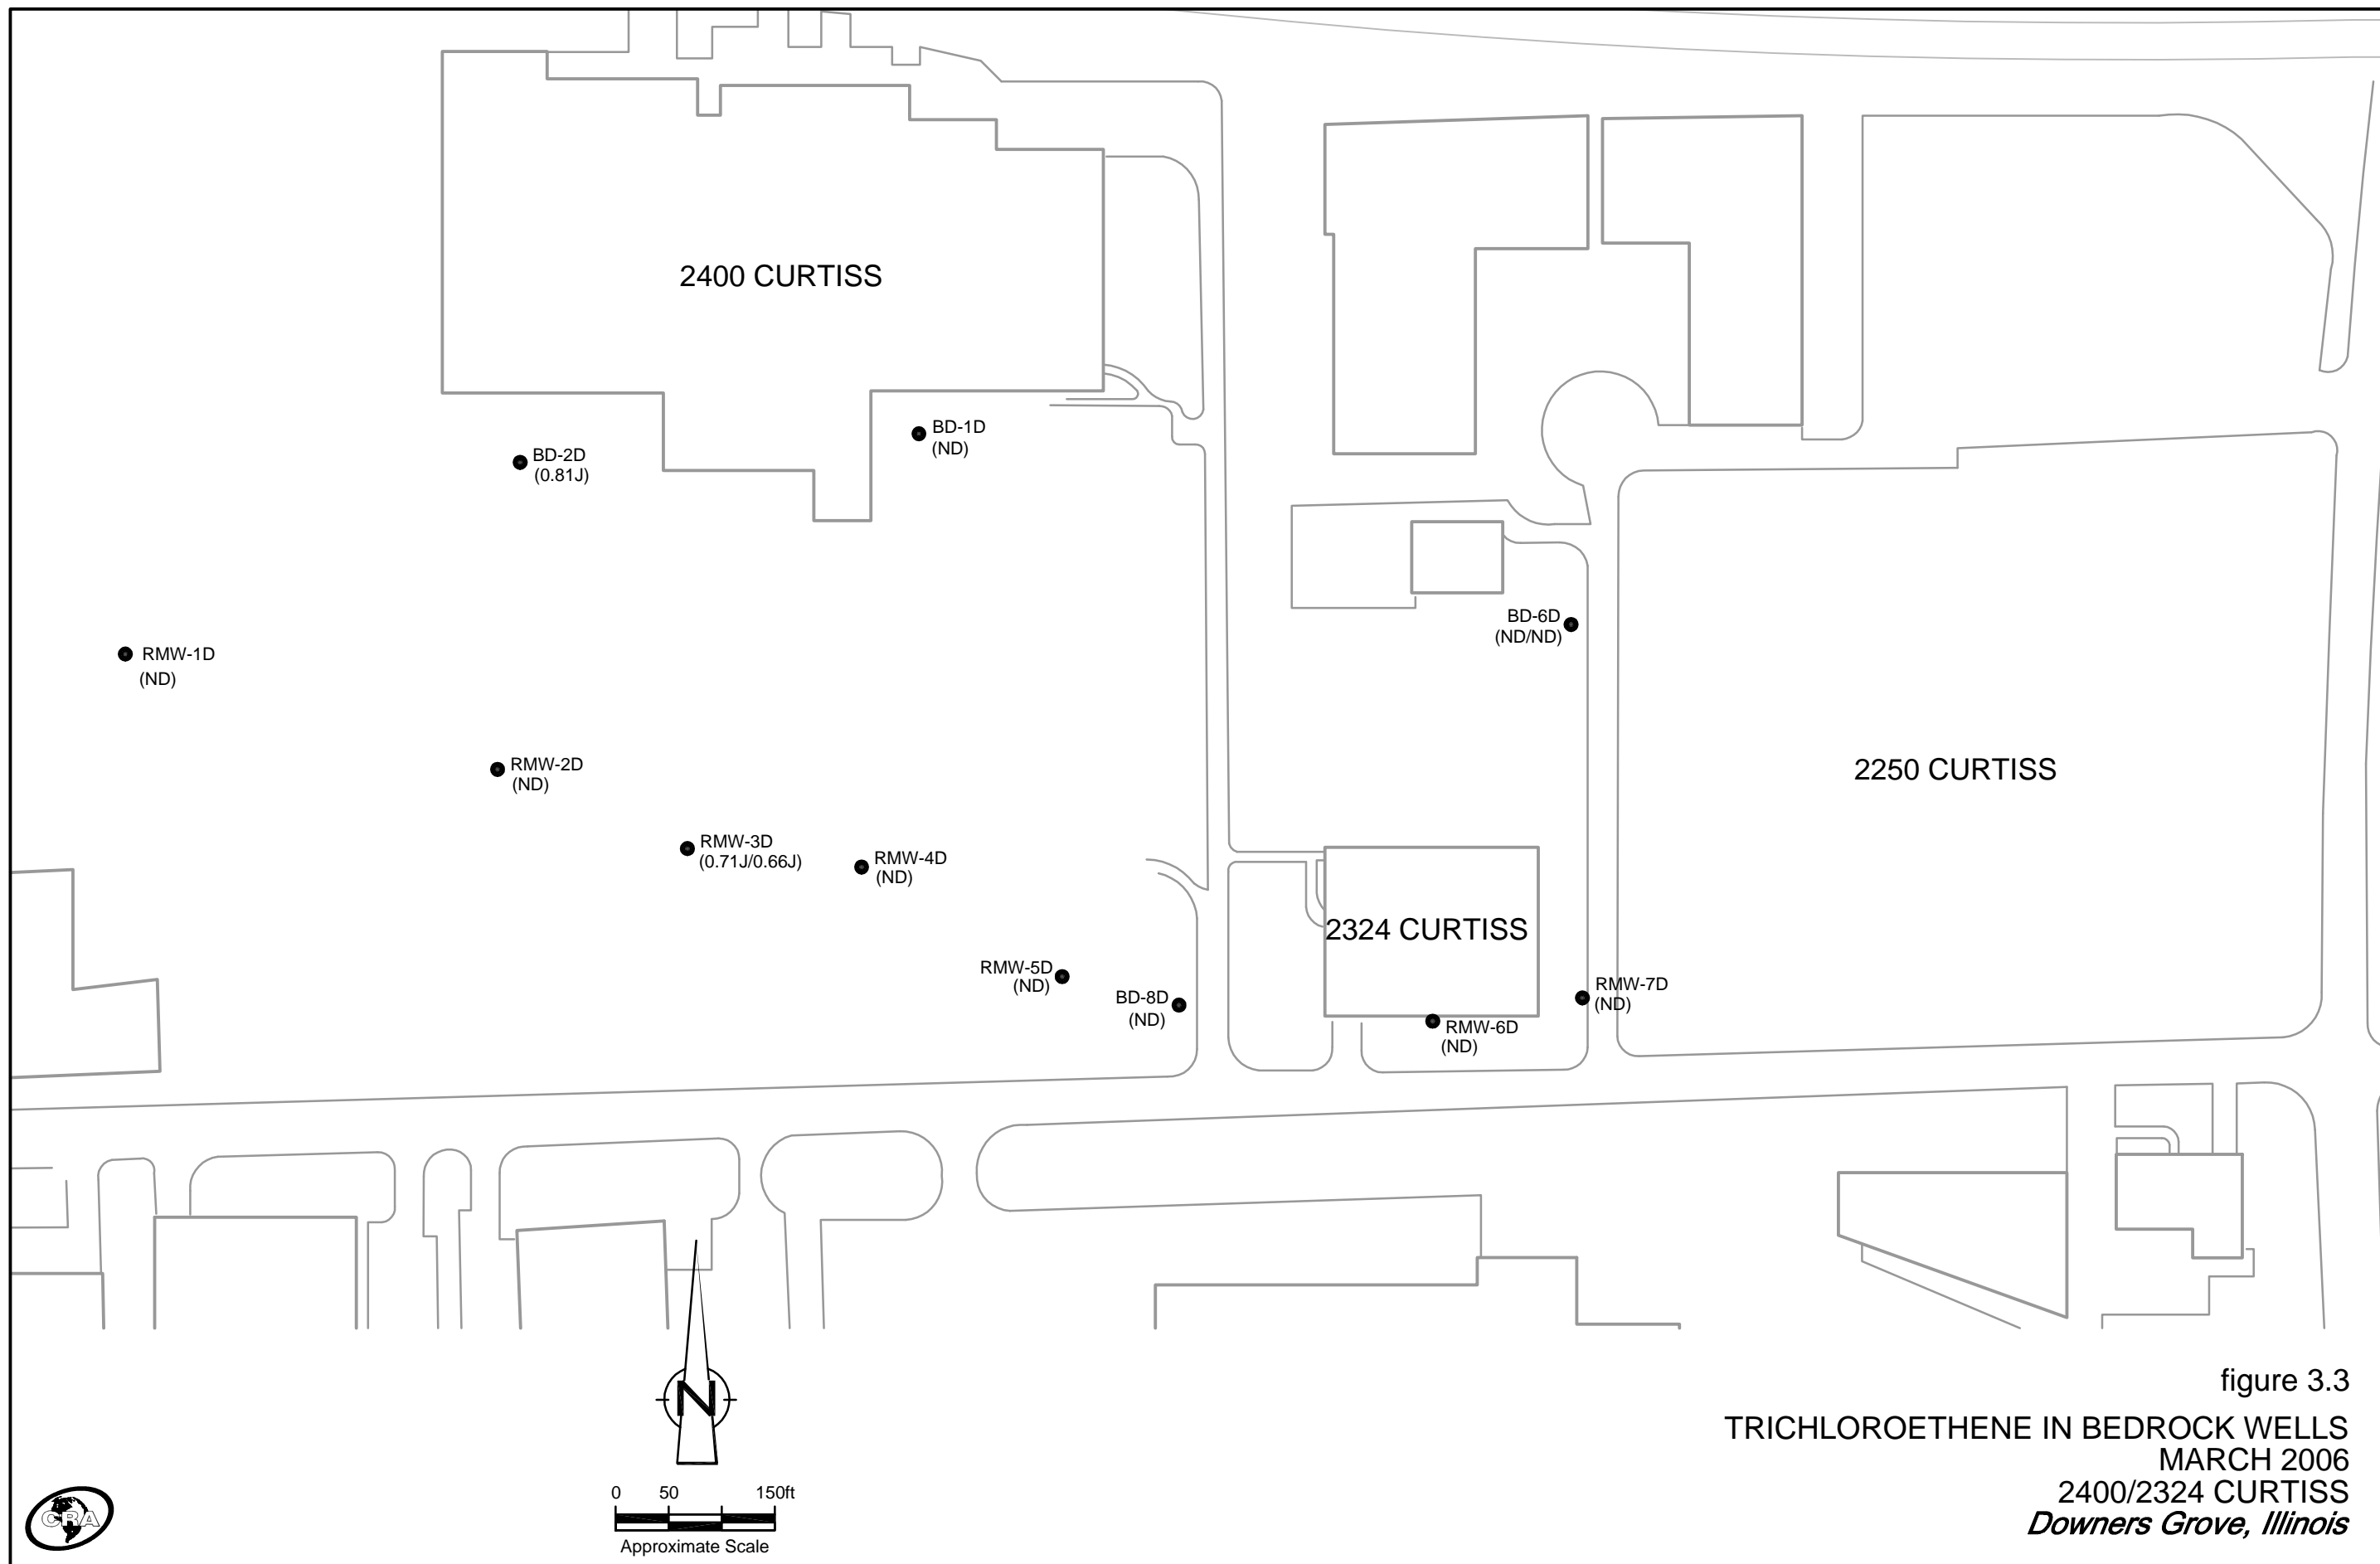 2400 CURTISS
BD-1D
(ND)
BD-2D
(0.81J)
BD-6D
(ND/ND)
RMW-1D
(ND)
RMW-2D
(ND)
2250 CURTISS
RMW-3D
(0.71J/0.66J)
RMW-4D
(ND)
2324 CURTISS
RMW-5D
(ND)
BD-8D
(ND)
RMW-7D
(ND)
RMW-6D
(ND)
N
0 50 150ft
Approximate Scale
CRA
figure 3.3
TRICHLOROETHENE IN BEDROCK WELLS
MARCH 2006
2400/2324 CURTISS
Downers Grove, Illinois